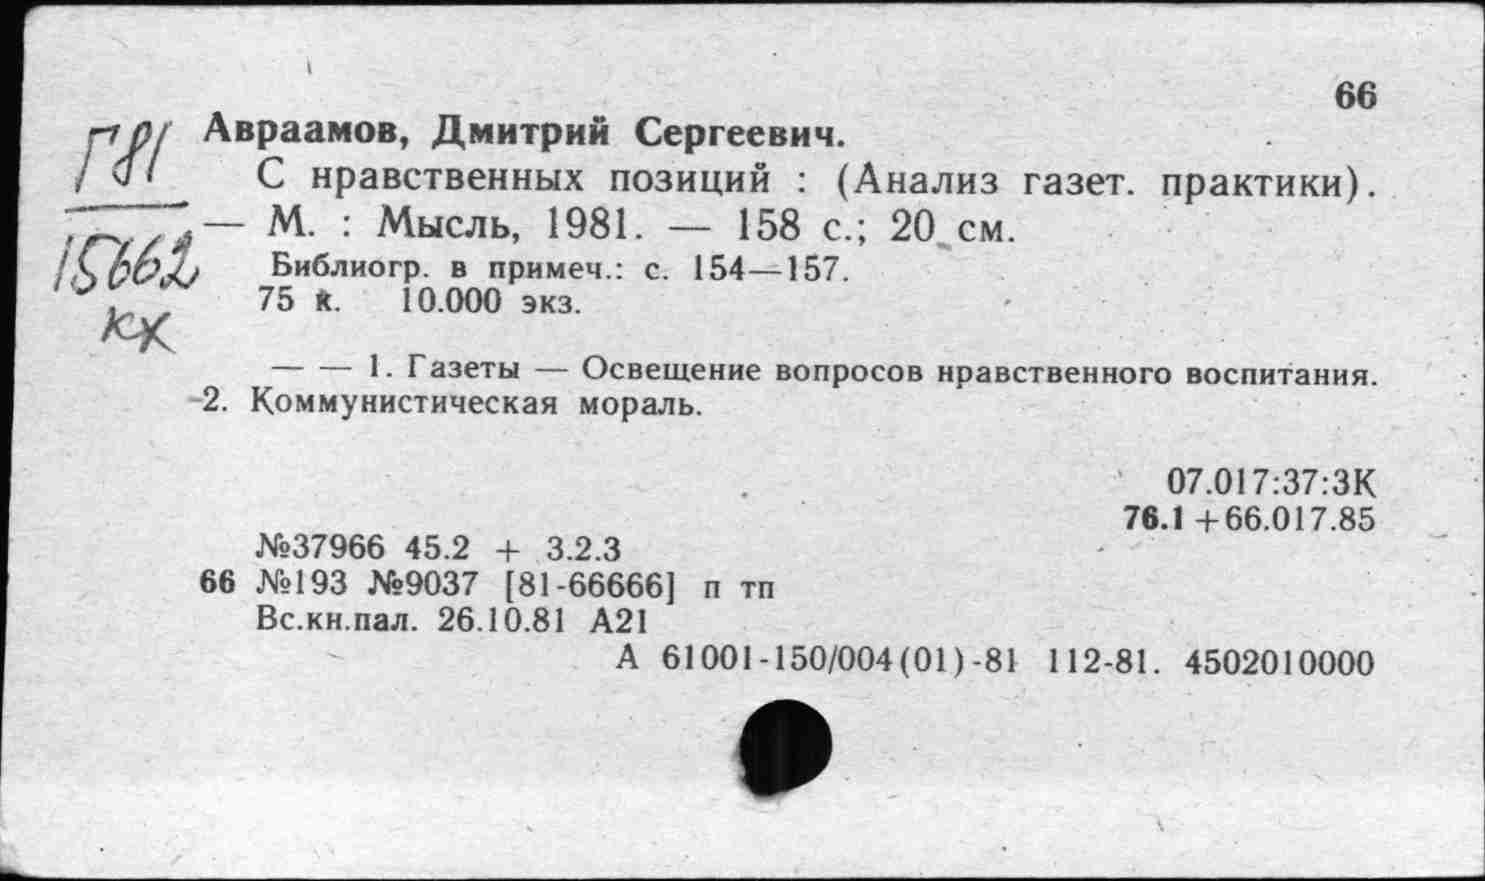 66
Г81
15662
кх
Авраамов, Дмитрий Сергеевич.
С нравственных позиций : (Анализ газет. практики).
— М. : Мысль, 1981. — 158 с.; 20 см.
Библиогр. в примеч.: с. 154—157.
75 к. 10.000 экз.
— — 1. Газеты — Освещение вопросов нравственного воспитания.
2. Коммунистическая мораль.
07.017:37:3К
76.1 + 66.017.85
№37966 45.2 + 3.2.3
66 №193 №9037 [81-66666] п тп
Вс.кн.пал. 26.10.81 А21
А 61001-150/004(01)-81 112-81. 4502010000